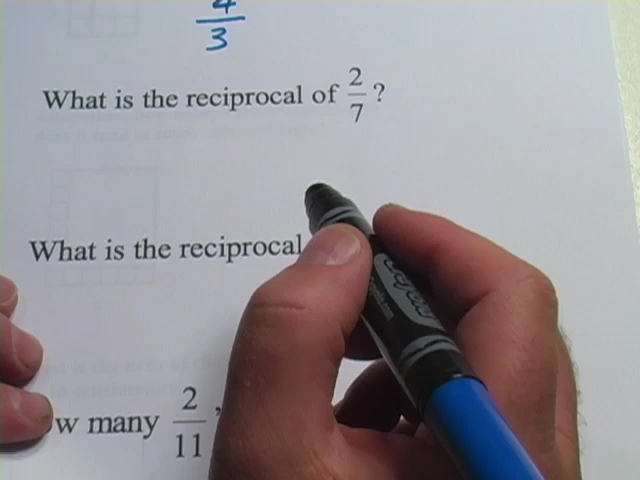 4
3
What is the reciprocal of 2/7 ?
What is the reciprocal
w many 2/11
Crayola